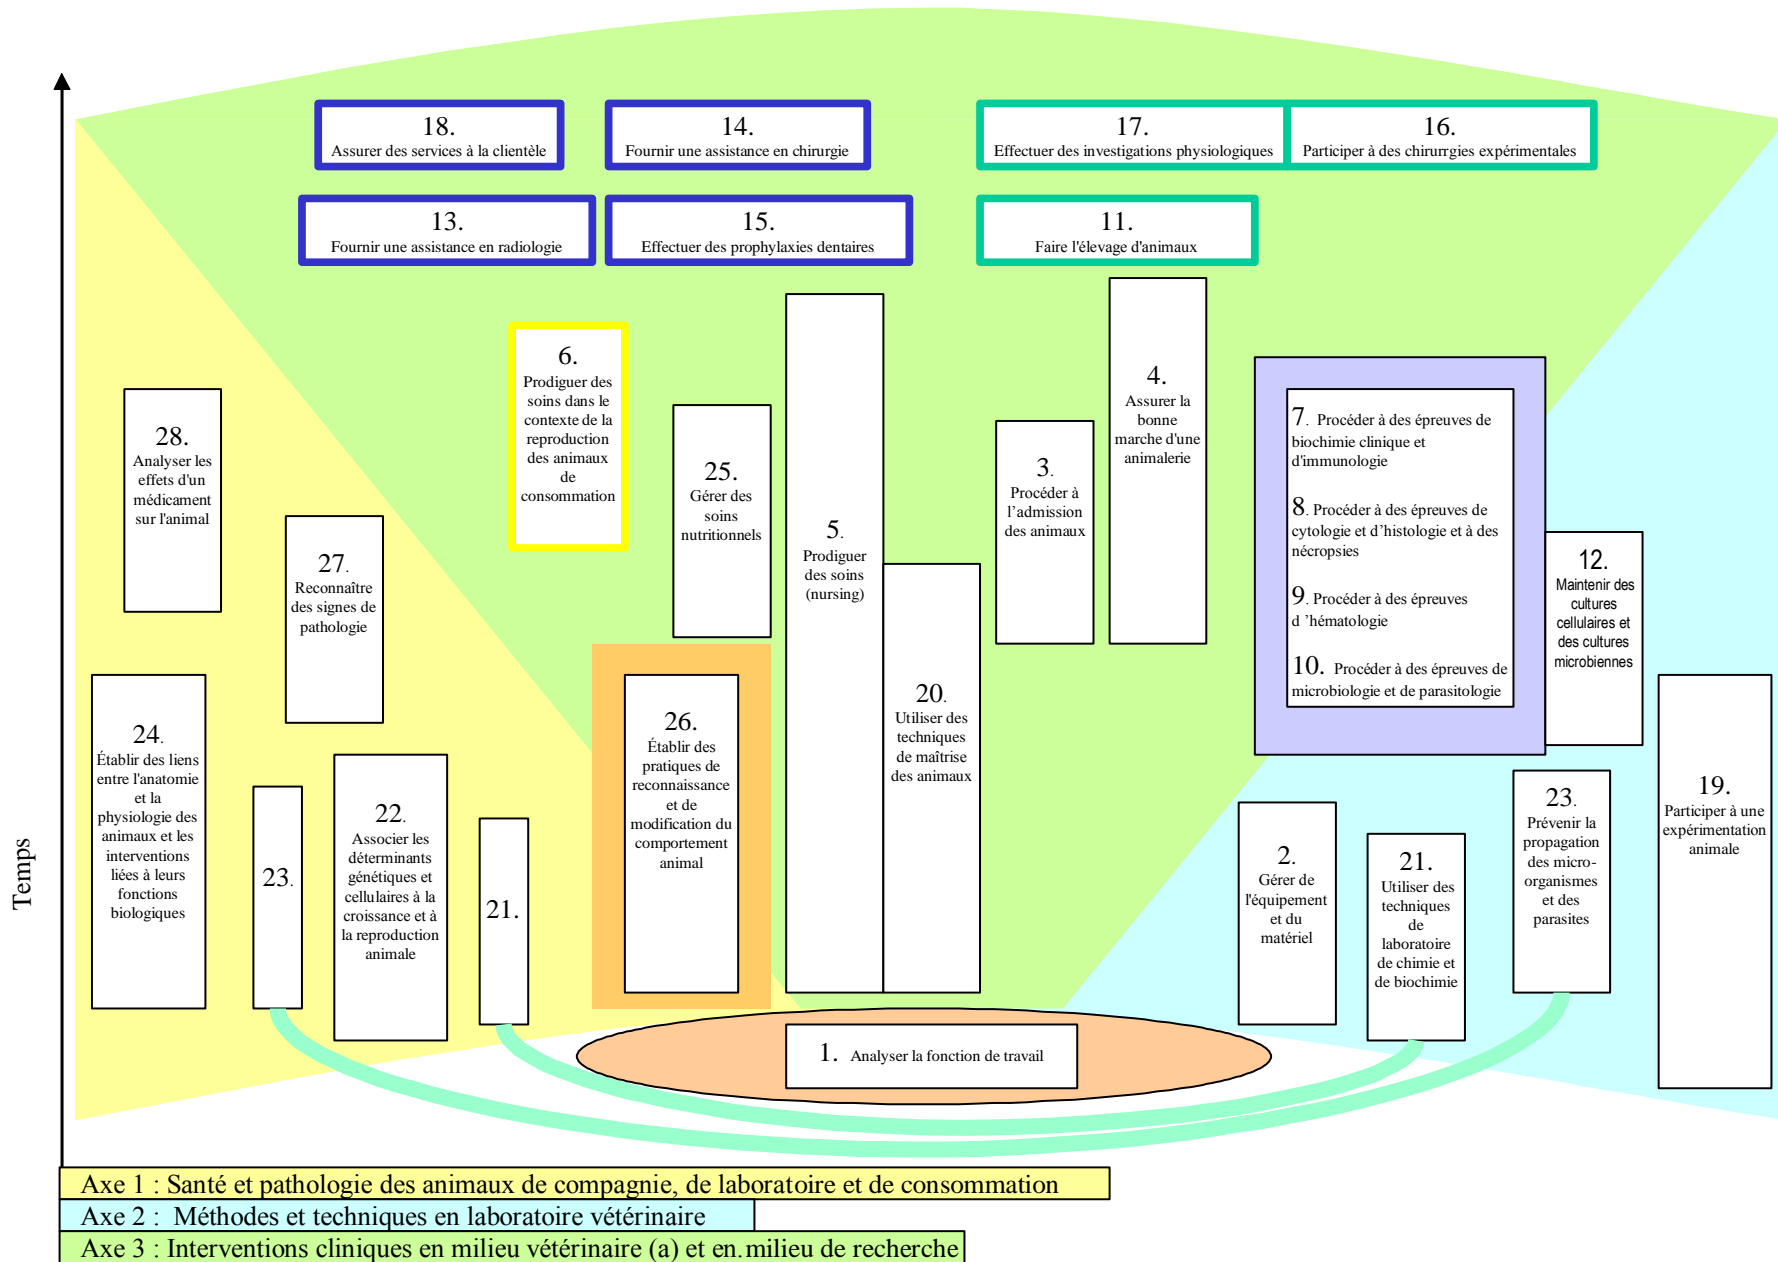 18.
Assurer des services à la clientèle
14.
Fournir une assistance en chirurgie
17.
Effectuer des investigations physiologiques
16.
Participer à des chirurrgies expérimentales
13.
Fournir une assistance en radiologie
15.
Effectuer des prophylaxies dentaires
11.
Faire l'élevage d'animaux
6.
Prodiguer des
soins dans le
contexte de la
reproduction
des animaux
de
consommation
4.
Assurer la
bonne
marche d'une
animalerie
28.
Analyser les
effets d'un
médicament
sur l'animal
25.
Gérer des
soins
nutritionnels
3.
Procéder à
l’admission
des animaux
7. Procéder à des épreuves de
biochimie clinique et
d'immunologie
8. Procéder à des épreuves de
cytologie et d’histologie et à des
nécropsies
9. Procéder à des épreuves
d ’hématologie
10. Procéder à des épreuves de
microbiologie et de parasitologie
5.
Prodiguer
des soins
(nursing)
27.
Reconnaître
des signes de
pathologie
12.
Maintenir des
cultures
cellulaires et
des cultures
microbiennes
24.
Établir des liens
entre l'anatomie
et la
physiologie des
animaux et les
interventions
liées à leurs
fonctions
biologiques
23.
22.
Associer les
déterminants
génétiques et
cellulaires à la
croissance et à
la reproduction
animale
21.
26.
Établir des
pratiques de
reconnaissance
et de
modification du
comportement
animal
20.
Utiliser des
techniques
de maîtrise
des animaux
2.
Gérer de
l'équipement
et du
matériel
21.
Utiliser des
techniques
de
laboratoire
de chimie et
de biochimie
23.
Prévenir la
propagation
des micro-
organismes
et des
parasites
19.
Participer à une
expérimentation
animale
Temps
1. Analyser la fonction de travail
Axe 1 : Santé et pathologie des animaux de compagnie, de laboratoire et de consommation
Axe 2 : Méthodes et techniques en laboratoire vétérinaire
Axe 3 : Interventions cliniques en milieu vétérinaire (a) et en.milieu de recherche